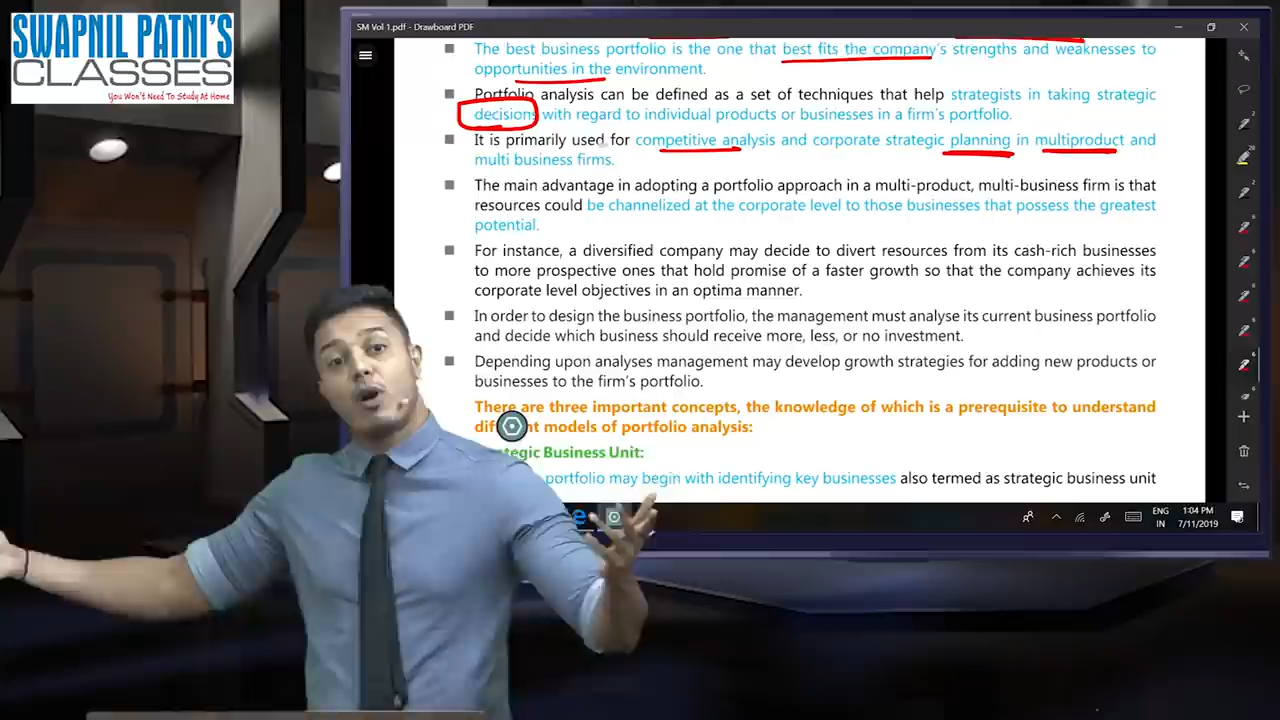 SWAPNIL PATNI'S
CLASSES
You Won't Need To Study At Home
SM Vol 1.pdf - Drawboard PDF
The best business portfolio is the one that best fits the company's strengths and weaknesses to
opportunities in the environment.
Portfolio analysis can be defined as a set of techniques that help strategists in taking strategic
decisions with regard to individual products or businesses in a firm's portfolio.
It is primarily used for competitive analysis and corporate strategic planning in multiproduct and
multi business firms.
The main advantage in adopting a portfolio approach in a multi-product, multi-business firm is that
resources could be channelized at the corporate level to those businesses that possess the greatest
potential.
For instance, a diversified company may decide to divert resources from its cash-rich businesses
to more prospective ones that hold promise of a faster growth so that the company achieves its
corporate level objectives in an optima manner.
In order to design the business portfolio, the management must analyse its current business portfolio
and decide which business should receive more, less, or no investment.
Depending upon analyses management may develop growth strategies for adding new products or
businesses to the firm's portfolio.
There are three important concepts, the knowledge of which is a prerequisite to understand
models of portfolio analysis:
Business Unit:
portfolio may begin with identifying key businesses also termed as strategic business unit
ENG
IN
1:04 PM
7/11/2019